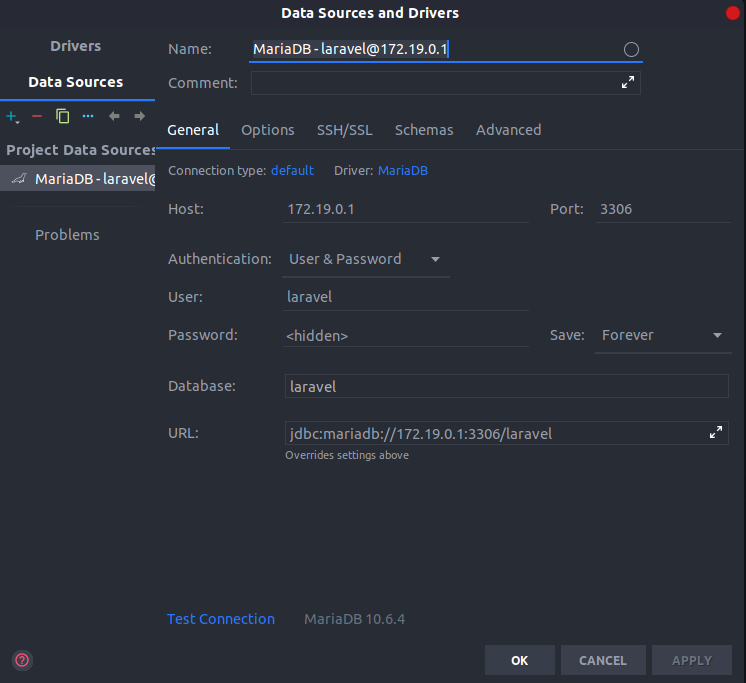 Data Sources and Drivers
Drivers
Data Sources
Project Data Sources
MariaDB - laravel@
Problems
Name: MariaDB - laravel@172.19.0.1
Comment:
General Options SSH/SSL Schemas Advanced
Connection type: default Driver: MariaDB
Host: 172.19.0.1 Port: 3306
Authentication: User & Password
User: laravel
Password: <hidden> Save: Forever
Database: laravel
URL: jdbc:mariadb://172.19.0.1:3306/laravel
Overrides settings above
Test Connection MariaDB 10.6.4
? OK CANCEL APPLY